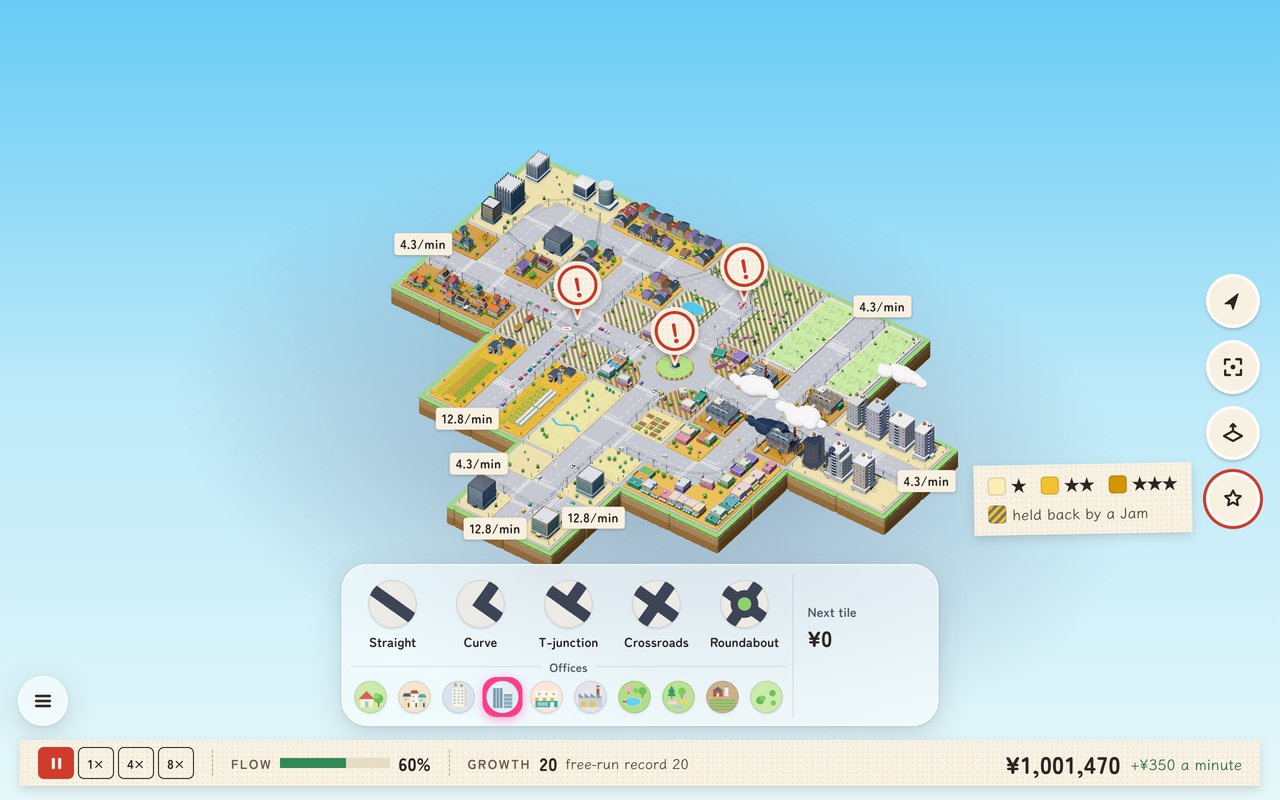 4.3/min
!
!
4.3/min
!
12.8/min
4.3/min
4.3/min
12.8/min
12.8/min
★ ★★ ★★★
held back by a Jam
Straight Curve T-junction Crossroads Roundabout
Next tile
¥0
Offices
1× 4× 8×
FLOW 60%
GROWTH 20 free-run record 20
¥1,001,470 +¥350 a minute